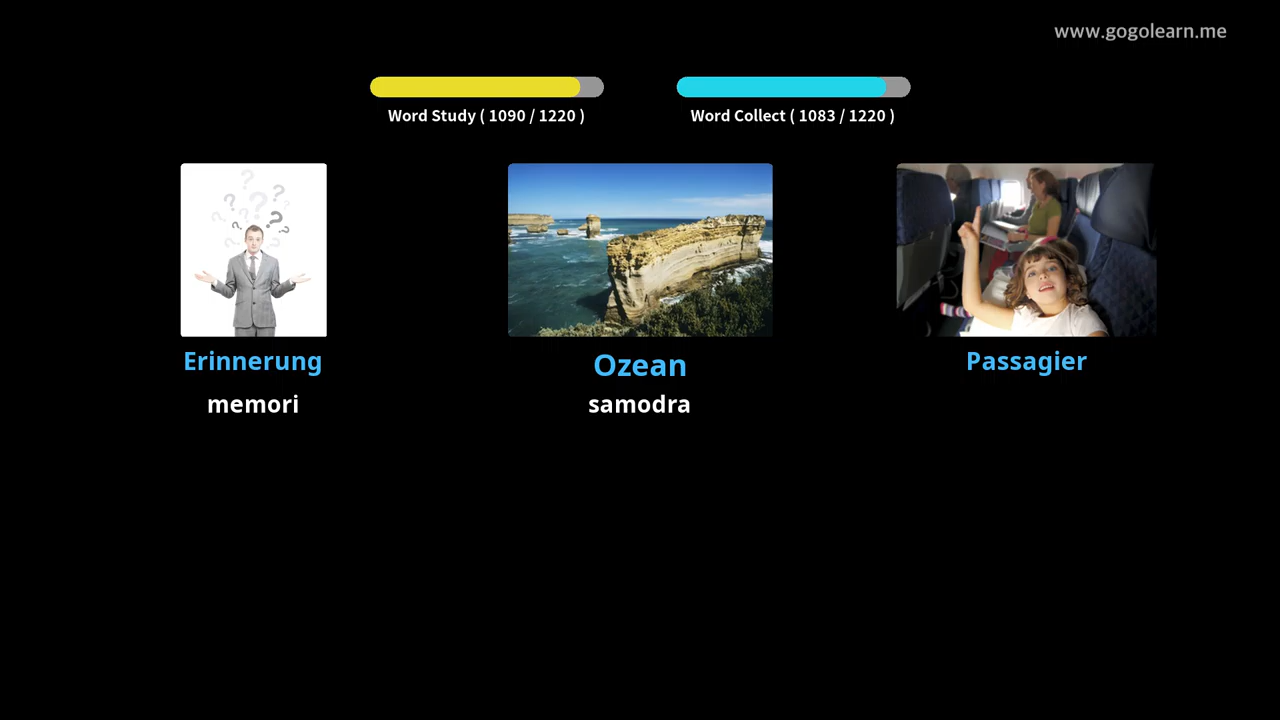 www.gogolearn.me
Word Study ( 1090 / 1220 )
Word Collect ( 1083 / 1220 )
Erinnerung
memori
Ozean
samodra
Passagier